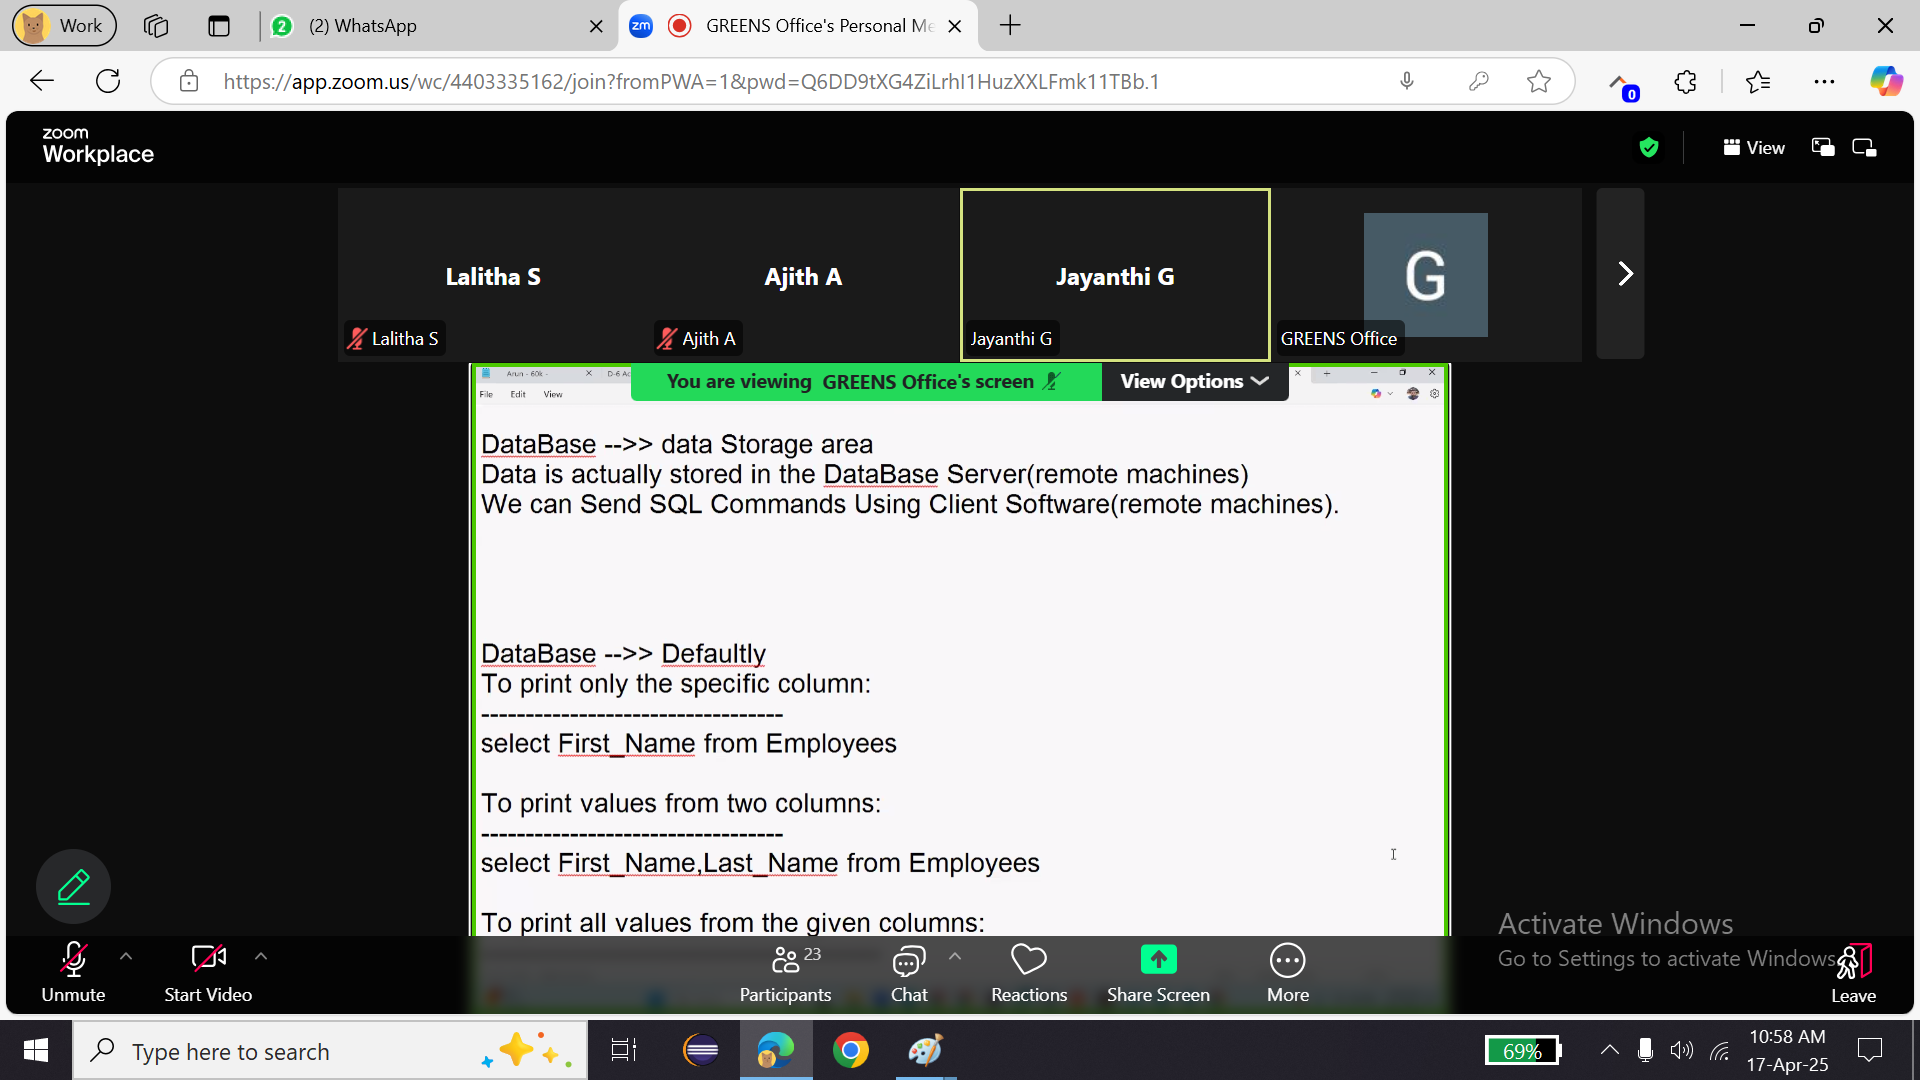 Work
(2) WhatsApp
GREENS Office's Personal Me
https://app.zoom.us/wc/4403335162/join?fromPWA=1&pwd=Q6DD9tXG4ZiLrhI1HuzXXLFmk11TBb.1
0
zoom
Workplace
View
Lalitha S
Ajith A
Jayanthi G
G
Lalitha S
Ajith A
Jayanthi G
GREENS Office
Arun - 60k -
D-6 Ac
You are viewing GREENS Office's screen
View Options
File Edit View
DataBase -->> data Storage area
Data is actually stored in the DataBase Server(remote machines)
We can Send SQL Commands Using Client Software(remote machines).
DataBase -->> Defaultly
To print only the specific column:
----------------------------------
select First_Name from Employees
To print values from two columns:
----------------------------------
select First_Name,Last_Name from Employees
To print all values from the given columns:
Activate Windows
Go to Settings to activate Windows.
23
Unmute
Start Video
Participants
Chat
Reactions
Share Screen
More
Leave
Type here to search
69%
10:58 AM
17-Apr-25